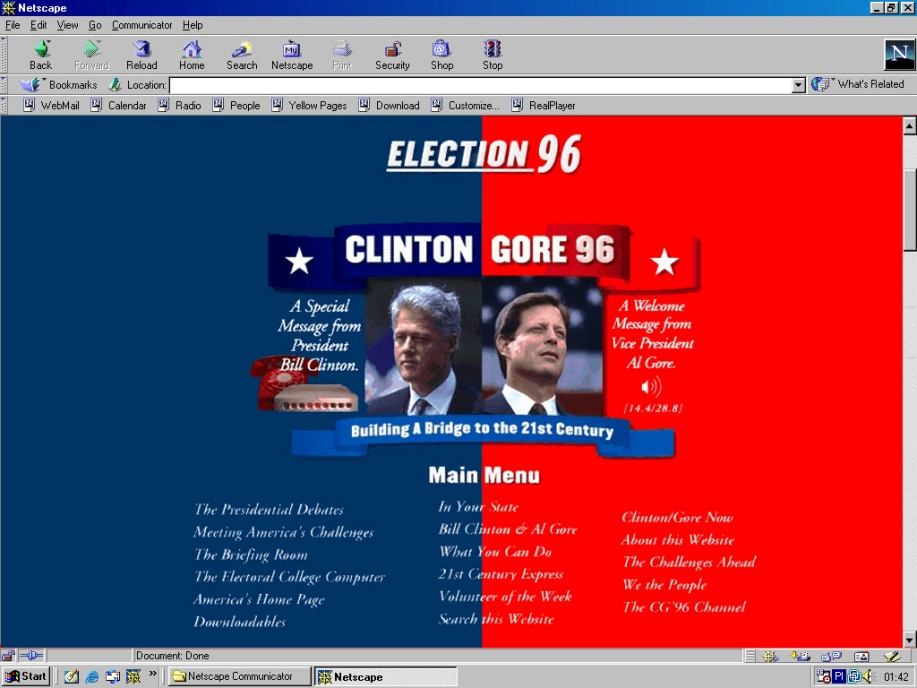 Netscape
File Edit View Go Communicator Help
Back Forward Reload Home Search Netscape Print Security Shop Stop
N
Bookmarks Location: What's Related
WebMail Calendar Radio People Yellow Pages Download Customize... RealPlayer
ELECTION 96
CLINTON GORE 96
A Special
Message from
President
Bill Clinton.
A Welcome
Message from
Vice President
Al Gore.
[14.4/28.8]
Building A Bridge to the 21st Century
Main Menu
The Presidential Debates
Meeting America's Challenges
The Briefing Room
The Electoral College Computer
America's Home Page
Downloadables
In Your State
Bill Clinton & Al Gore
What You Can Do
21st Century Express
Volunteer of the Week
Search this Website
Clinton/Gore Now
About this Website
The Challenges Ahead
We the People
The CG'96 Channel
Document: Done
Start » Netscape Communicator Netscape Pl 01:42